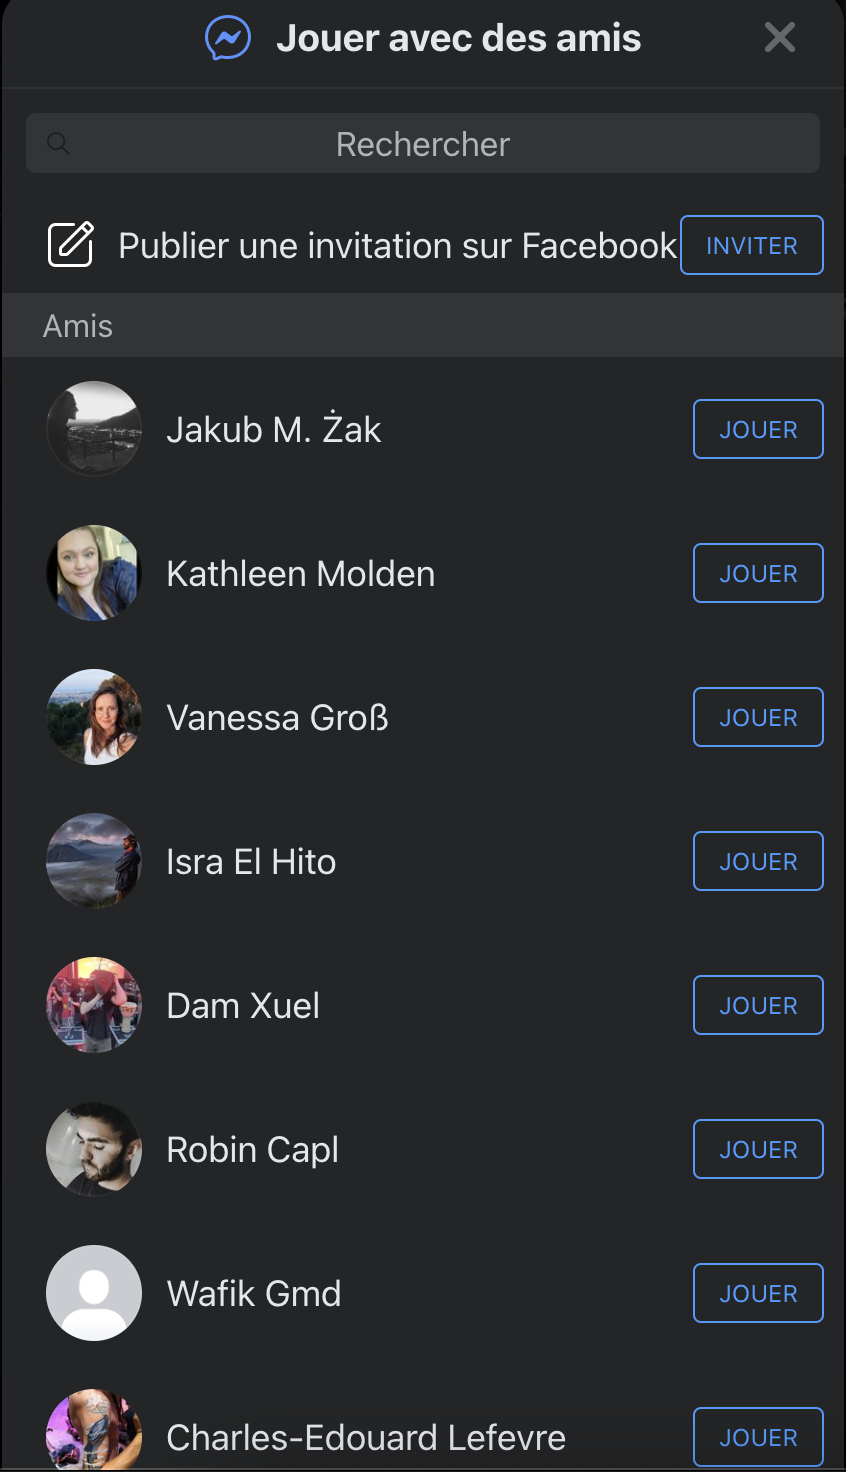 Jouer avec des amis
Rechercher
Publier une invitation sur Facebook INVITER
Amis
Jakub M. Żak JOUER
Kathleen Molden JOUER
Vanessa Groß JOUER
Isra El Hito JOUER
Dam Xuel JOUER
Robin Capl JOUER
Wafik Gmd JOUER
Charles-Edouard Lefevre JOUER